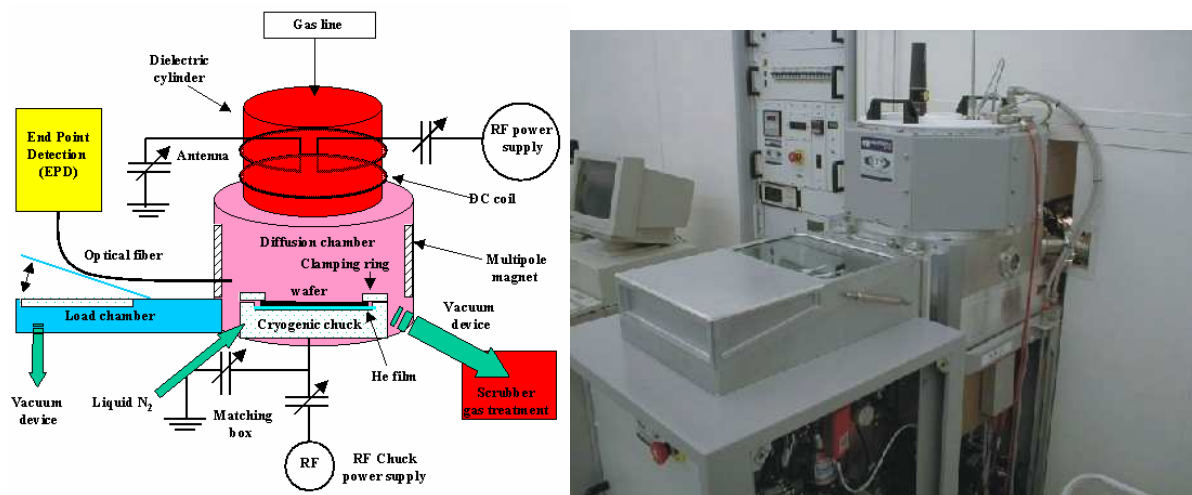 Gas line
Dielectric
cylinder
End Point
Detection
(EPD)
Antenna
RF power
supply
DC coil
Optical fiber
Diffusion chamber
Clamping ring
Multipole
magnet
wafer
Load chamber
Cryogenic chuck
Vacuum
device
He film
Vacuum
device
Liquid N2
Matching
box
Scrubber
gas treatment
RF
RF Chuck
power supply